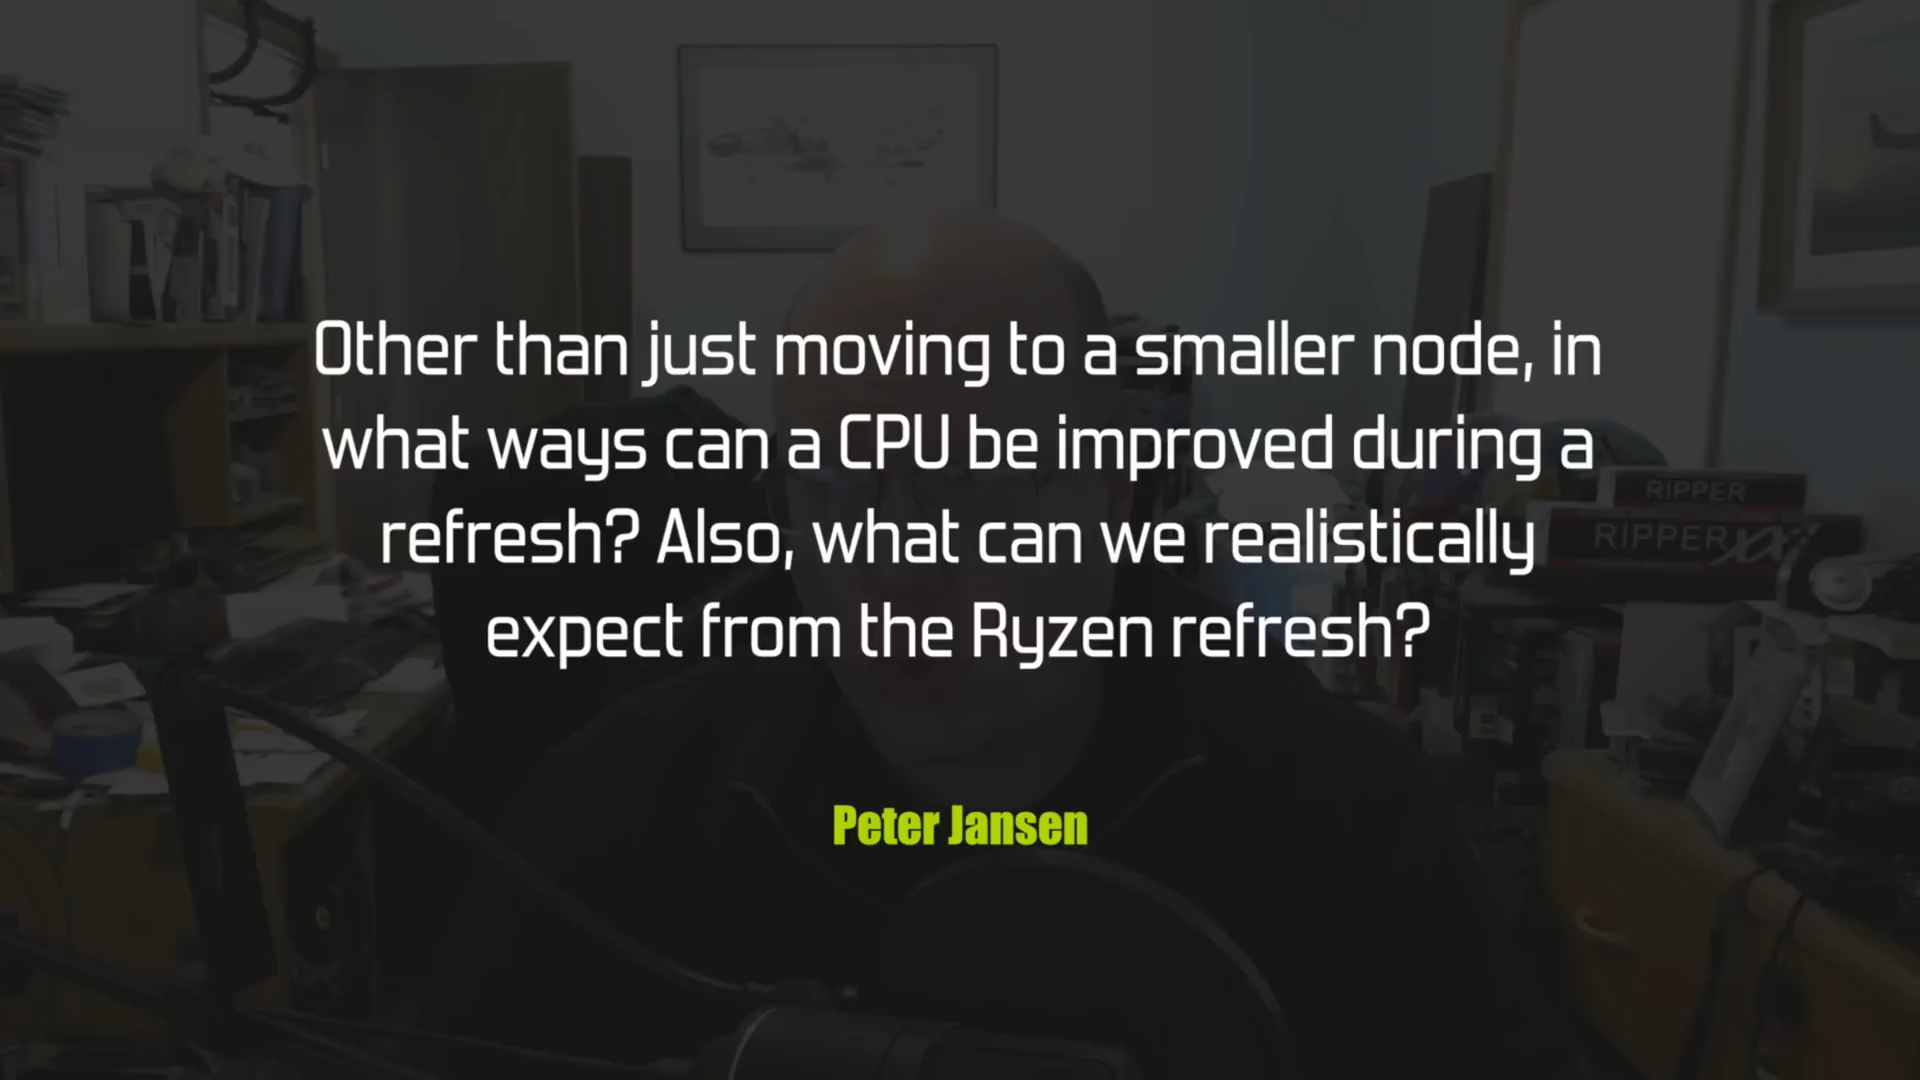 Other than just moving to a smaller node, in
what ways can a CPU be improved during a
refresh? Also, what can we realistically
expect from the Ryzen refresh?
RIPPER
RIPPER
Peter Jansen